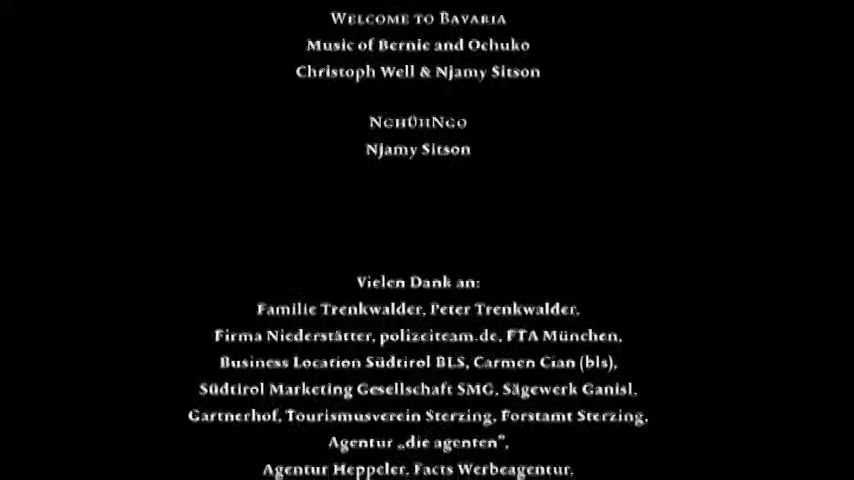 WELCOME TO BAVARIA
Music of Bernie and Ochuko
Christoph Well & Njamy Sitson
Njamy Sitson
Vielen Dank an:
Familie Trenkwalder, Peter Trenkwalder,
Firma Niederstätter, polizeiteam.de, FTA München,
Business Location Südtirol BLS, Carmen Cian (bls),
Südtirol Marketing Gesellschaft SMG, Sägewerk Ganisl,
Gartnerhof, Tourismusverein Sterzing, Forstamt Sterzing,
Agentur „die agenten”,
Agentur Heppeler, Facts Werbeagentur,